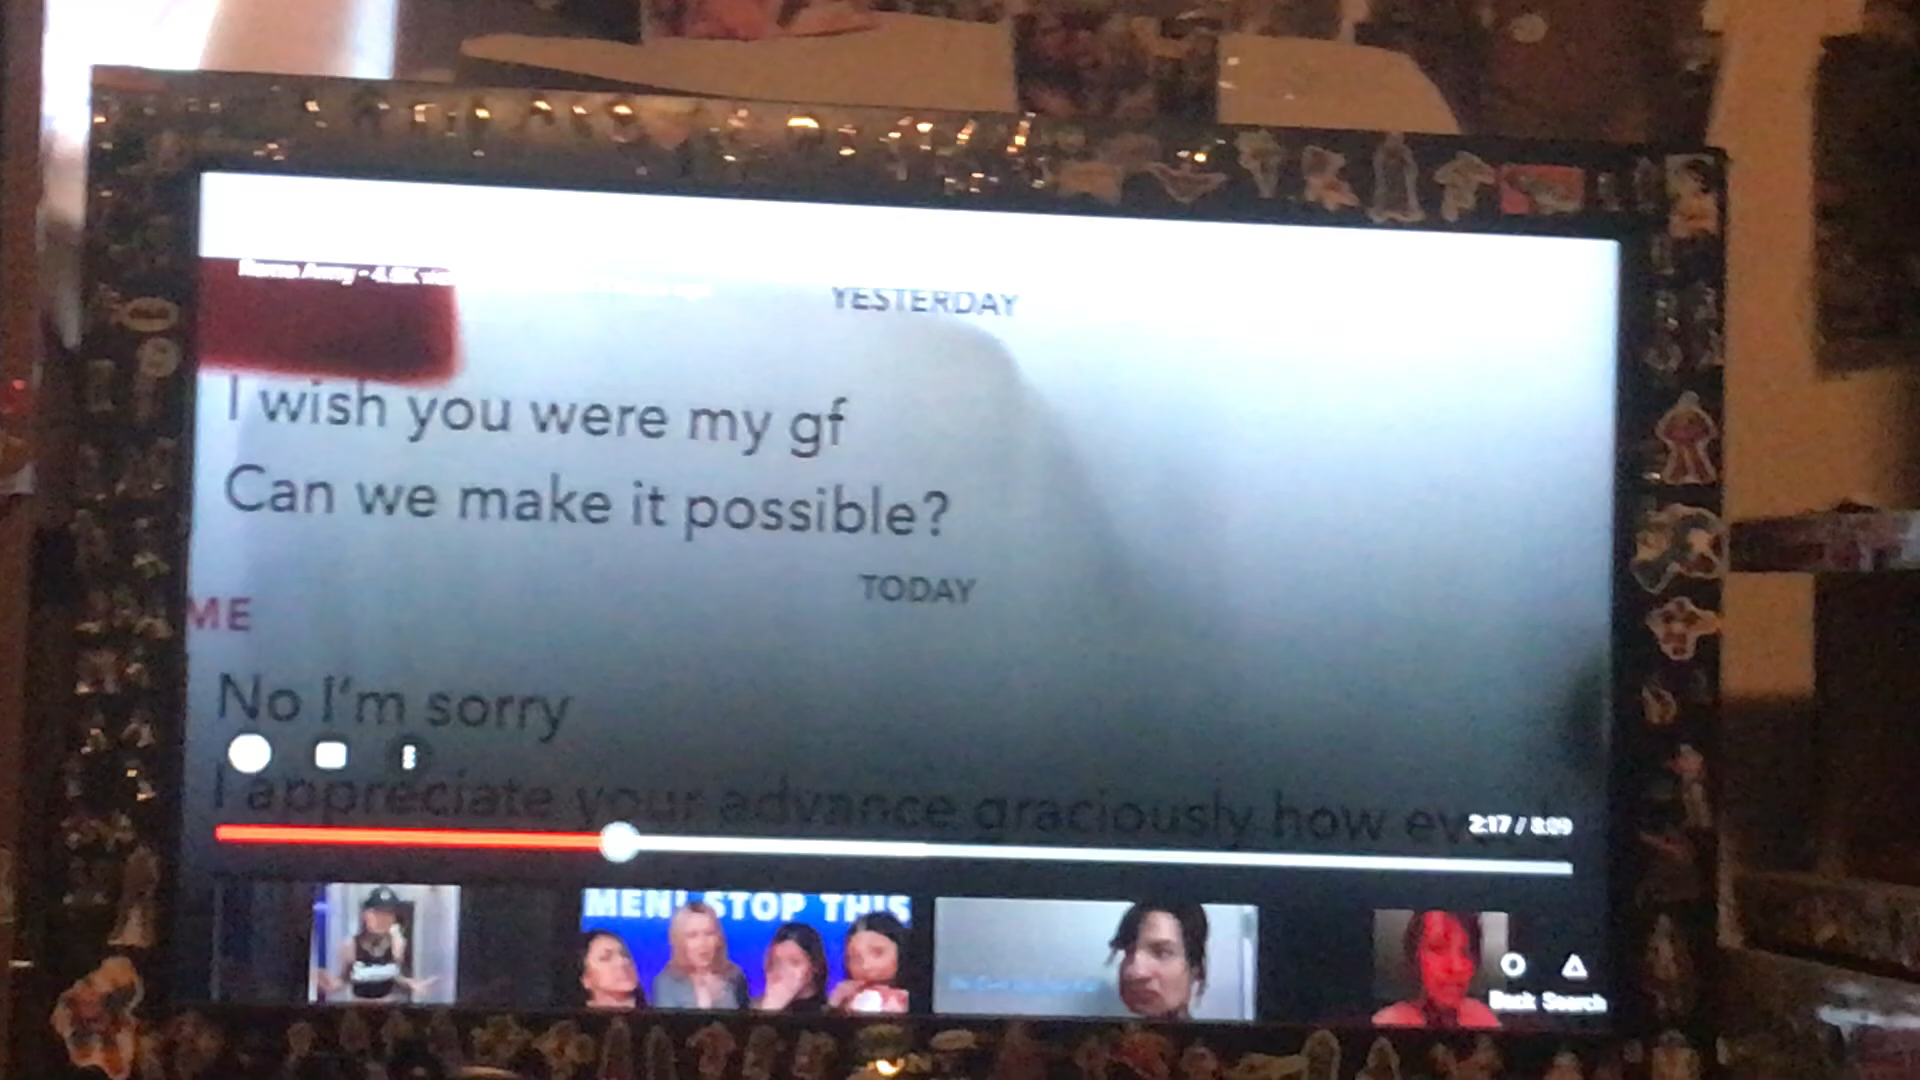 YESTERDAY
I wish you were my gf
Can we make it possible?
TODAY
ME
No I'm sorry
I appreciate your advance graciously how
2:17 / 8:09
MEN! STOP THIS
Back Search